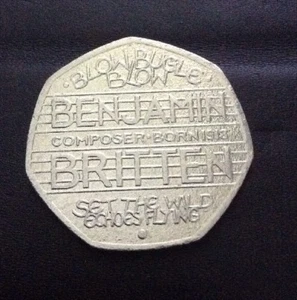 BLOW BUGLE
BLOW
BENJAMIN
COMPOSER·BORN 1913
BRITTEN
SET THE WILD
ECHOES FLYING